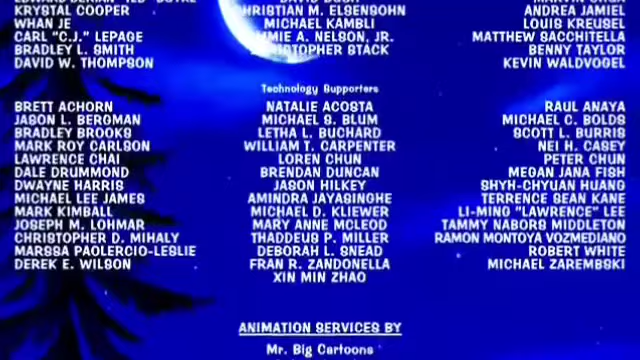 KRYSTAL COOPER CHRISTIAN M. ELSENSOHN ANDREA JAMIEL
WHAN JE MICHAEL KAMBLI LOUIS KREUSEL
CARL "C.J." LEPAGE A. NELSON, JR. MATTHEW SACCHITELLA
BRADLEY L. SMITH STACK BENNY TAYLOR
DAVID W. THOMPSON KEVIN WALDVOGEL
Technology Supporters
BRETT ACHORN NATALIE ACOSTA RAUL ANAYA
JASON L. BERGMAN MICHAEL S. BLUM MICHAEL C. BOLDS
BRADLEY BROOKS LETHA L. BUCHARD SCOTT L. BURRIS
MARK ROY CARLSON WILLIAM T. CARPENTER NEI H. CASEY
LAWRENCE CHAI LOREN CHUN PETER CHUN
DALE DRUMMOND BRENDAN DUNCAN MEGAN JANA FISH
DWAYNE HARRIS JASON HILKEY SHYH-CHYUAN HUANG
MICHAEL LEE JAMES AMINDRA JAYASINGHE TERRENCE SEAN KANE
MARK KIMBALL MICHAEL D. KLIEWER LI-MING "LAWRENCE" LEE
JOSEPH M. LOHMAR MARY ANNE MCLEOD TAMMY NABORS MIDDLETON
CHRISTOPHER D. MIHALY THADDEUS P. MILLER RAMON MONTOYA VOZMEDIANO
MARSSA PAOLERCIO-LESLIE DEBORAH L. SNEAD ROBERT WHITE
DEREK E. WILSON FRAN R. ZANDONELLA MICHAEL ZAREMBSKI
XIN MIN ZHAO
ANIMATION SERVICES BY
Mr. Big Cartoons